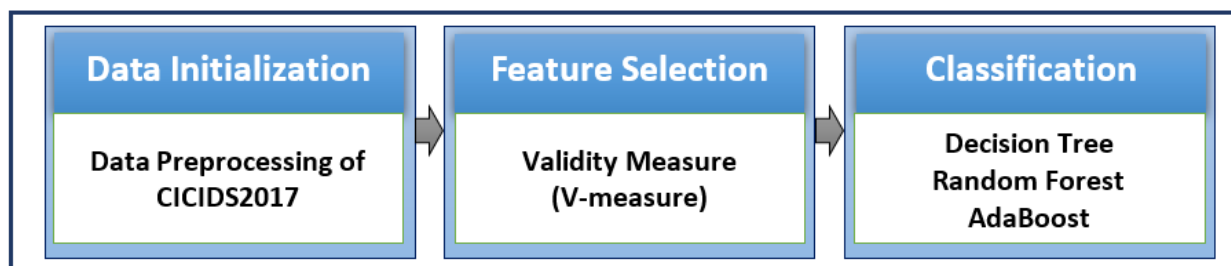 Data Initialization
Data Preprocessing of
CICIDS2017
Feature Selection
Validity Measure
(V-measure)
Classification
Decision Tree
Random Forest
AdaBoost